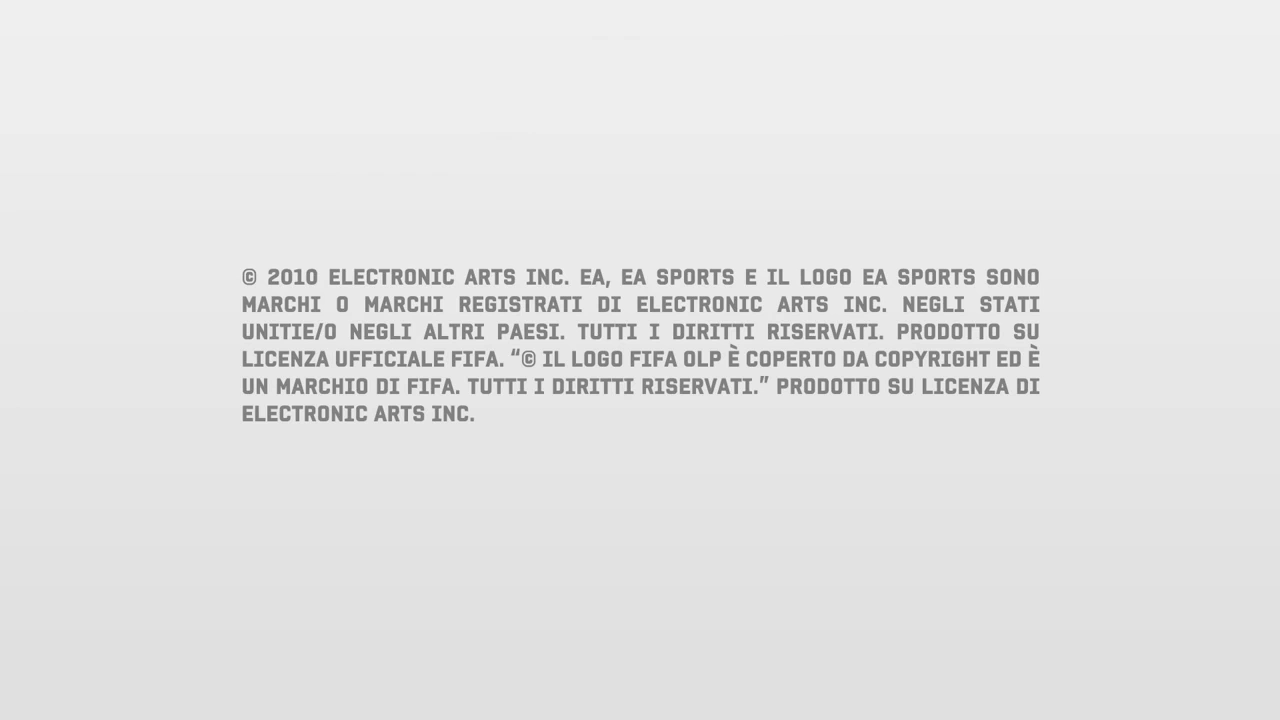 © 2010 ELECTRONIC ARTS INC. EA, EA SPORTS E IL LOGO EA SPORTS SONO
MARCHI O MARCHI REGISTRATI DI ELECTRONIC ARTS INC. NEGLI STATI
UNITIE/O NEGLI ALTRI PAESI. TUTTI I DIRITTI RISERVATI. PRODOTTO SU
LICENZA UFFICIALE FIFA. “© IL LOGO FIFA OLP È COPERTO DA COPYRIGHT ED È
UN MARCHIO DI FIFA. TUTTI I DIRITTI RISERVATI.” PRODOTTO SU LICENZA DI
ELECTRONIC ARTS INC.